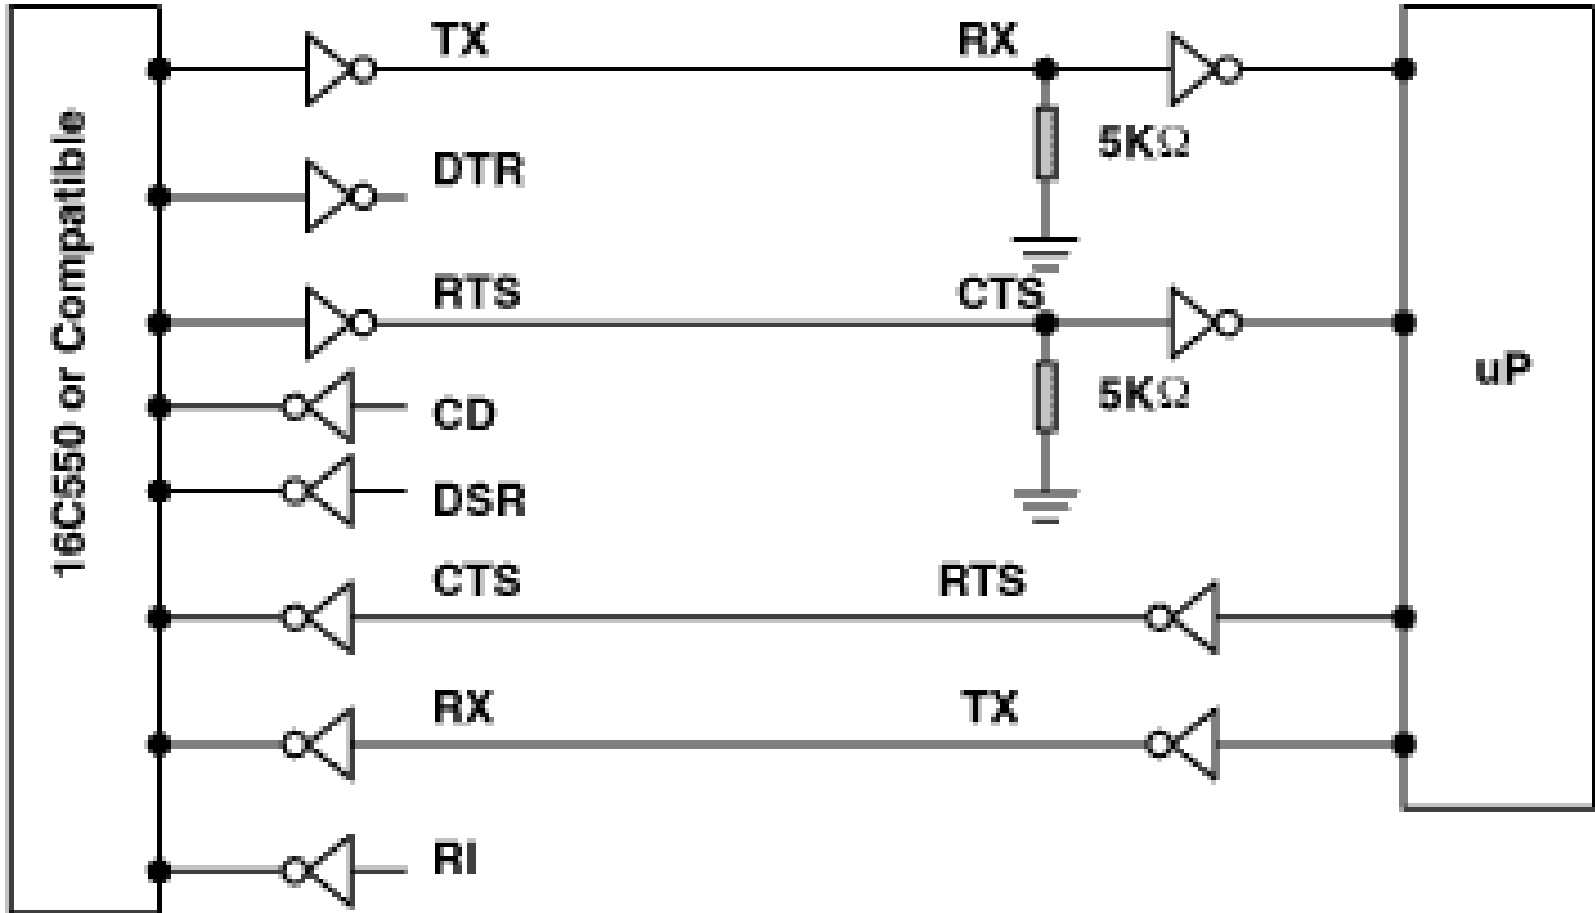 16C550 or Compatible
TX
RX
5KΩ
DTR
RTS
CTS
5KΩ
uP
CD
DSR
CTS
RTS
RX
TX
RI